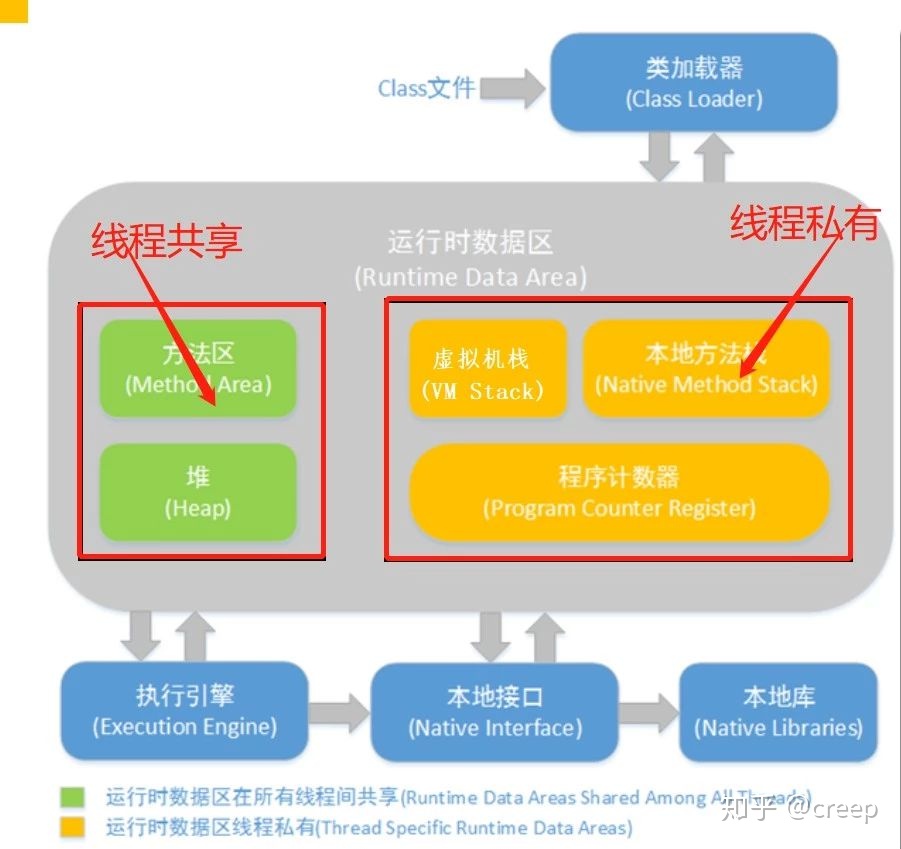 类加载器
Class文件
(Class Loader)
线程共享
线程私有
运行时数据区
(Runtime Data Area)
方法区
(Method Area)
虚拟机栈
(VM Stack)
本地方法栈
(Native Method Stack)
堆
(Heap)
程序计数器
(Program Counter Register)
执行引擎
(Execution Engine)
本地接口
(Native Interface)
本地库
(Native Libraries)
运行时数据区在所有线程间共享(Runtime Data Areas Shared Among All Threads)
运行时数据区线程私有(Thread Specific Runtime Data Areas)
知乎 @creep